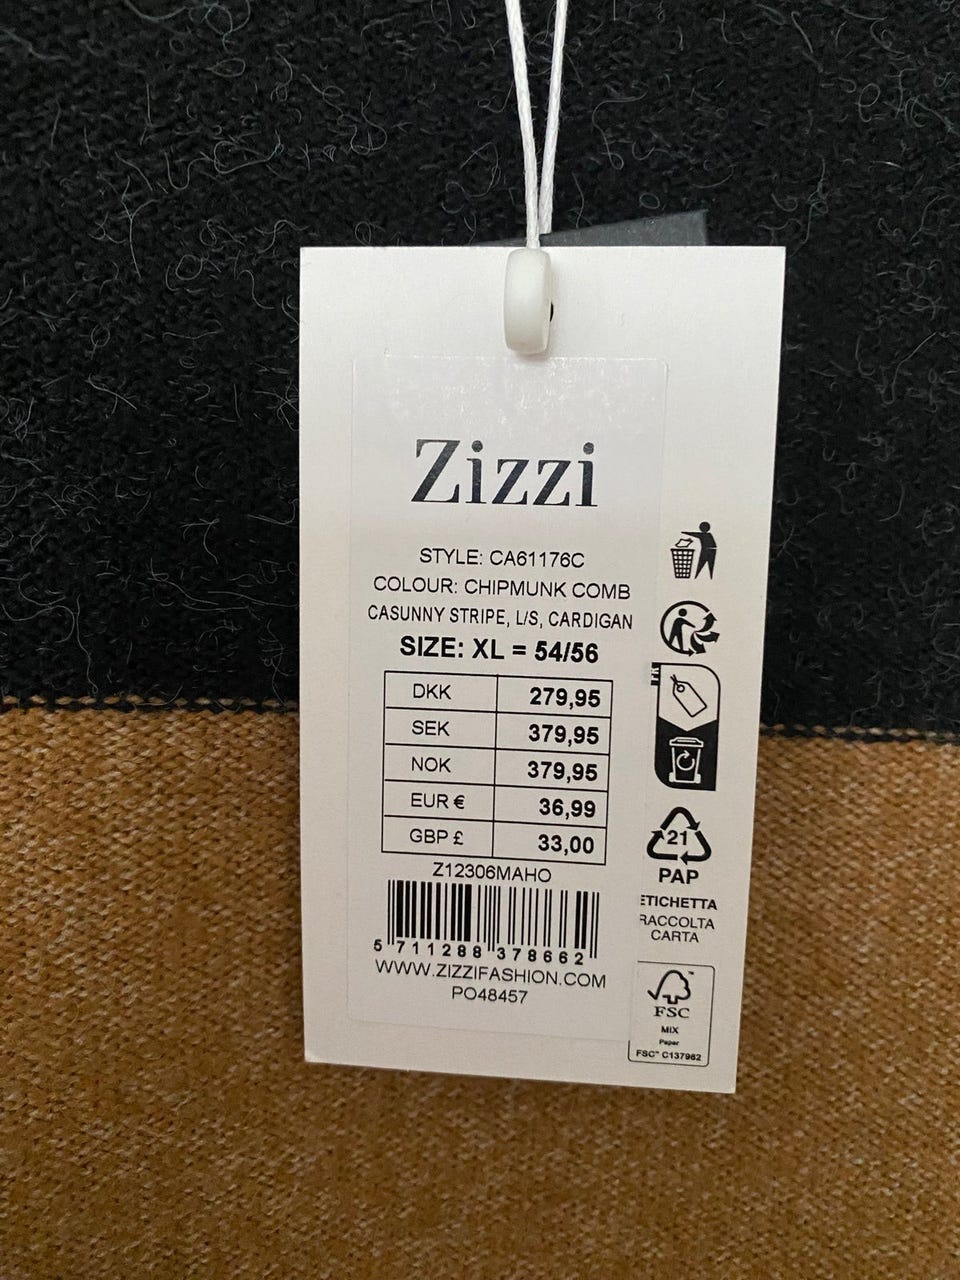 Zizzi
STYLE: CA61176C
COLOUR: CHIPMUNK COMB
CASUNNY STRIPE, L/S, CARDIGAN
SIZE: XL = 54/56
DKK 279,95
SEK 379,95
NOK 379,95
EUR € 36,99
GBP £ 33,00
Z12306MAHO
5 711288 378662
WWW.ZIZZIFASHION.COM
PO48457
FR
21
PAP
ETICHETTA
RACCOLTA
CARTA
FSC
MIX
Paper
FSC™ C137962